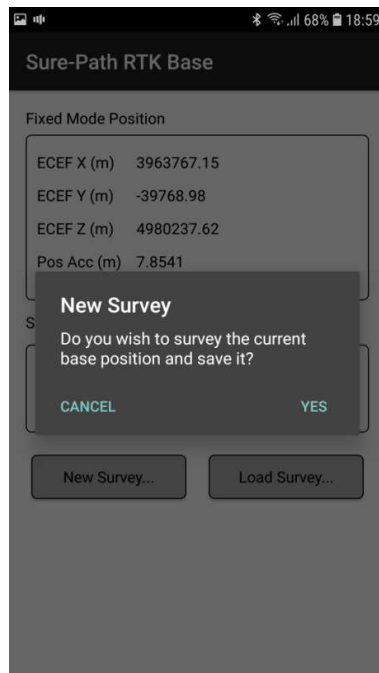 68% 18:59
Sure-Path RTK Base
Fixed Mode Position
ECEF X (m) 3963767.15
ECEF Y (m) -39768.98
ECEF Z (m) 4980237.62
Pos Acc (m) 7.8541
New Survey
S
Do you wish to survey the current
base position and save it?
CANCEL YES
New Survey... Load Survey...